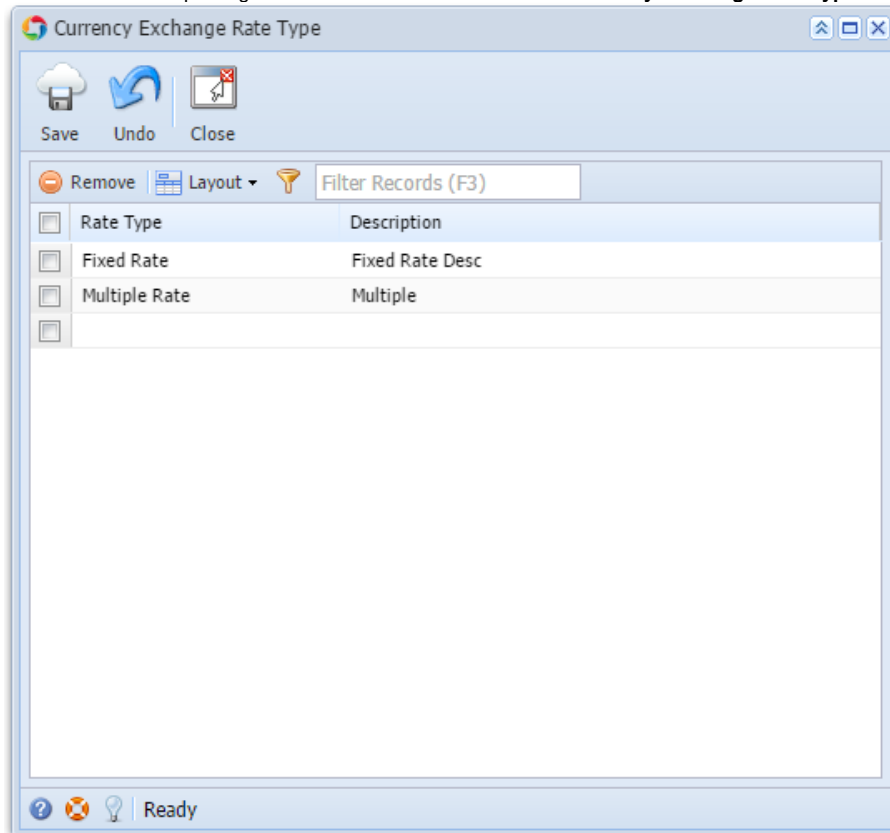 Currency Exchange Rate Type
Save Undo Close
Remove Layout Filter Records (F3)
Rate Type Description
Fixed Rate Fixed Rate Desc
Multiple Rate Multiple
Ready